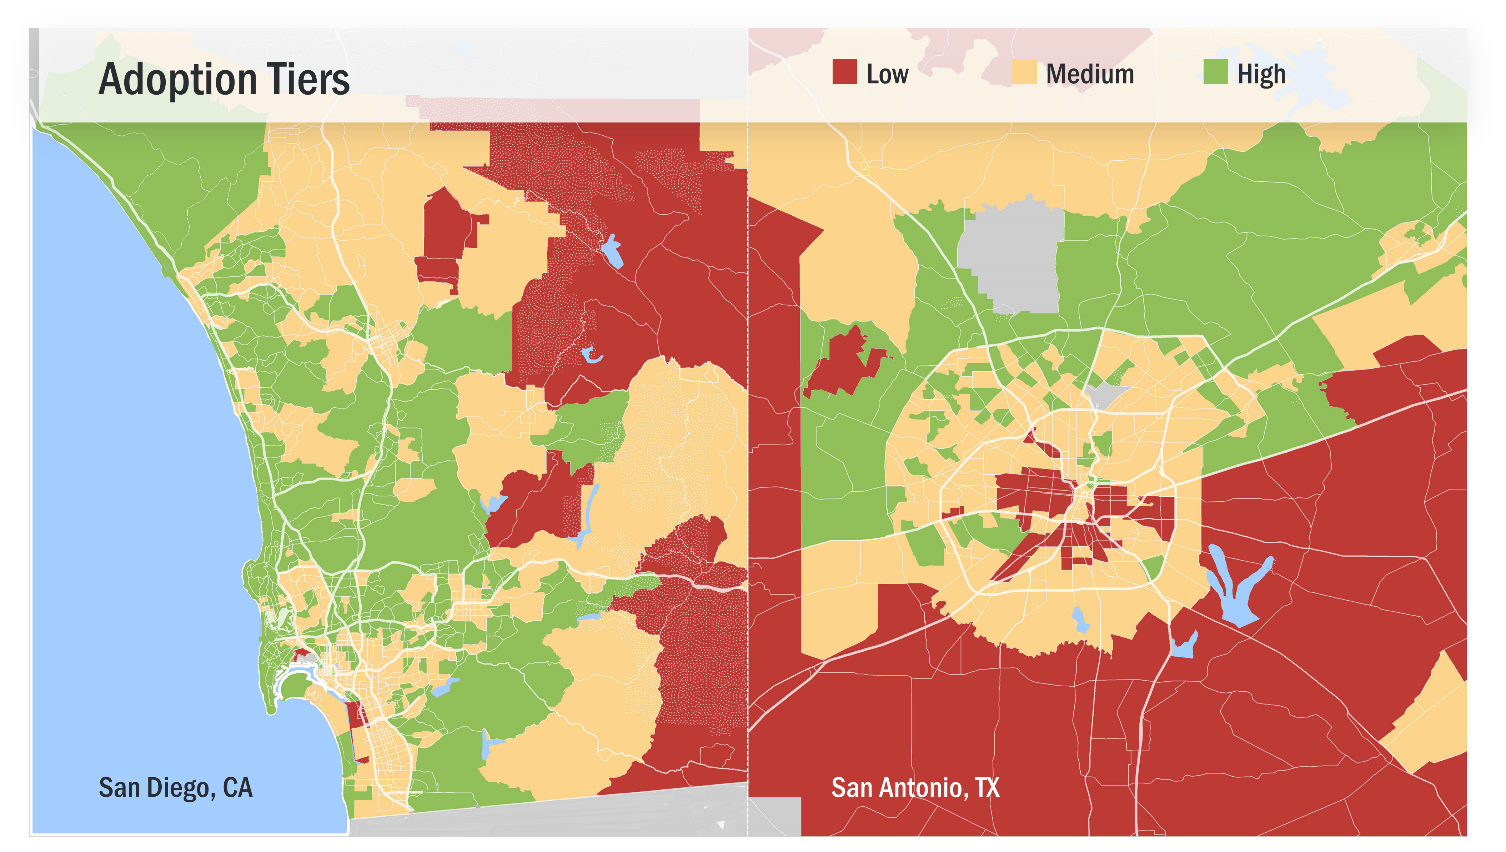 Adoption Tiers
Low
Medium
High
San Diego, CA
San Antonio, TX